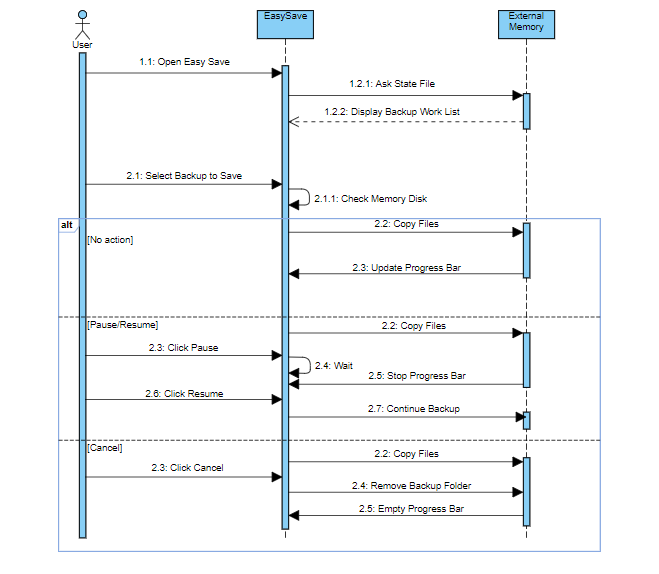 EasySave
External
Memory
User
1.1: Open Easy Save
1.2.1: Ask State File
1.2.2: Display Backup Work List
2.1: Select Backup to Save
2.1.1: Check Memory Disk
alt
2.2: Copy Files
[No action]
2.3: Update Progress Bar
[Pause/Resume]
2.2: Copy Files
2.3: Click Pause
2.4: Wait
2.5: Stop Progress Bar
2.6: Click Resume
2.7: Continue Backup
[Cancel]
2.2: Copy Files
2.3: Click Cancel
2.4: Remove Backup Folder
2.5: Empty Progress Bar